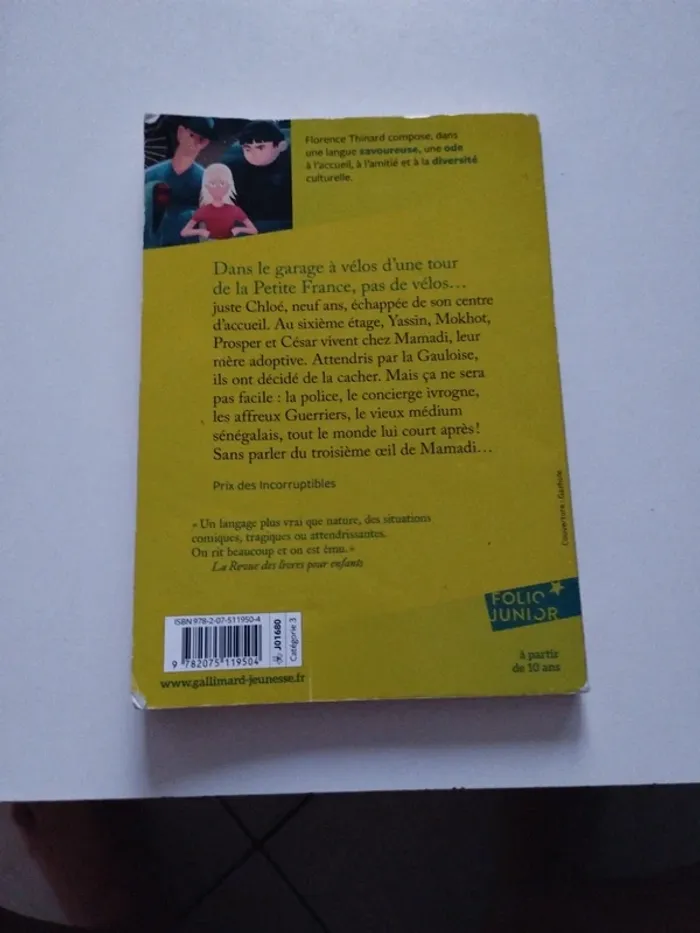 Florence Thinard compose, dans
une langue savoureuse, une ode
à l'accueil, à l'amitié et à la diversité
culturelle.
Dans le garage à vélos d'une tour
de la Petite France, pas de vélos…
juste Chloé, neuf ans, échappée de son centre
d'accueil. Au sixième étage, Yassin, Mokhot,
Prosper et César vivent chez Mamadi, leur
mère adoptive. Attendris par la Gauloise,
ils ont décidé de la cacher. Mais ça ne sera
pas facile : la police, le concierge ivrogne,
les affreux Guerriers, le vieux médium
sénégalais, tout le monde lui court après !
Sans parler du troisième œil de Mamadi…
Prix des Incorruptibles
« Un langage plus vrai que nature, des situations
comiques, tragiques ou attendrissantes.
On rit beaucoup et on est ému. »
La Revue des livres pour enfants
Couverture :
FOLIO
JUNIOR
à partir
de 10 ans
ISBN 978-2-07-511950-4
9 782075 119504
J01680
Catégorie 3
www.gallimard-jeunesse.fr